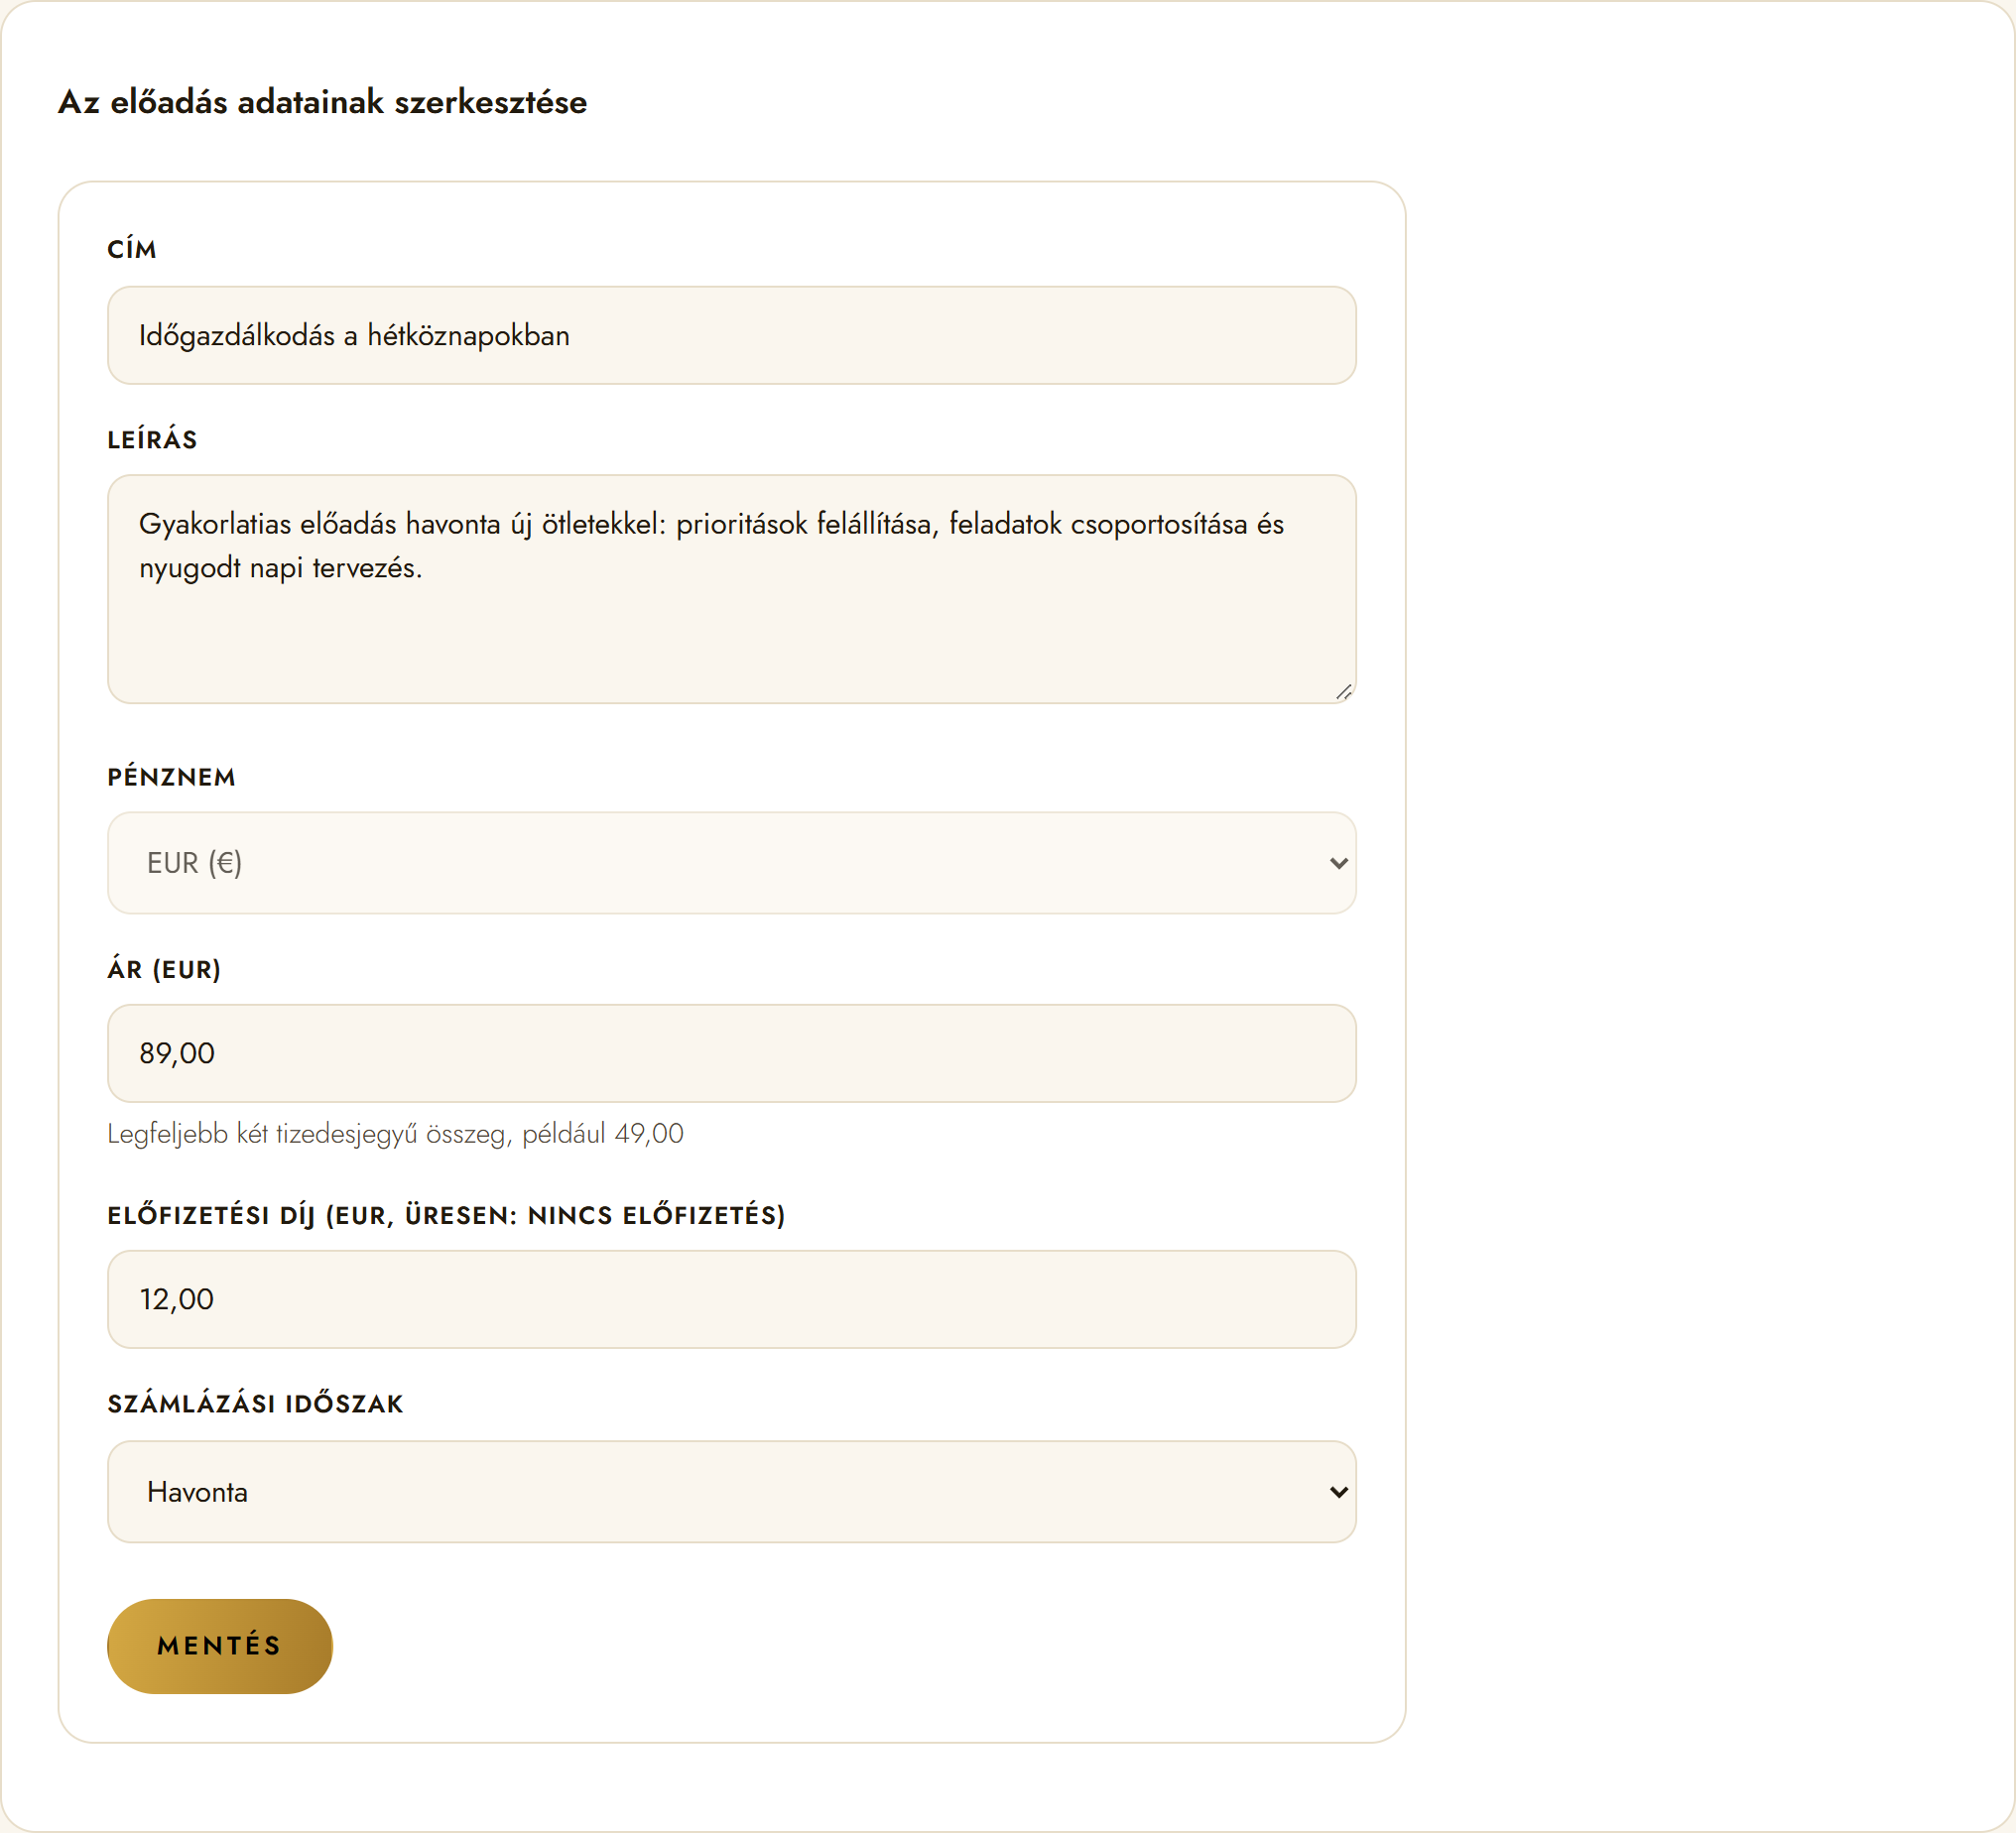 Az előadás adatainak szerkesztése
CÍM
Időgazdálkodás a hétköznapokban
LEÍRÁS
Gyakorlatias előadás havonta új ötletekkel: prioritások felállítása, feladatok csoportosítása és
nyugodt napi tervezés.
PÉNZNEM
EUR (€)
ÁR (EUR)
89,00
Legfeljebb két tizedesjegyű összeg, például 49,00
ELŐFIZETÉSI DÍJ (EUR, ÜRESEN: NINCS ELŐFIZETÉS)
12,00
SZÁMLÁZÁSI IDŐSZAK
Havonta
MENTÉS